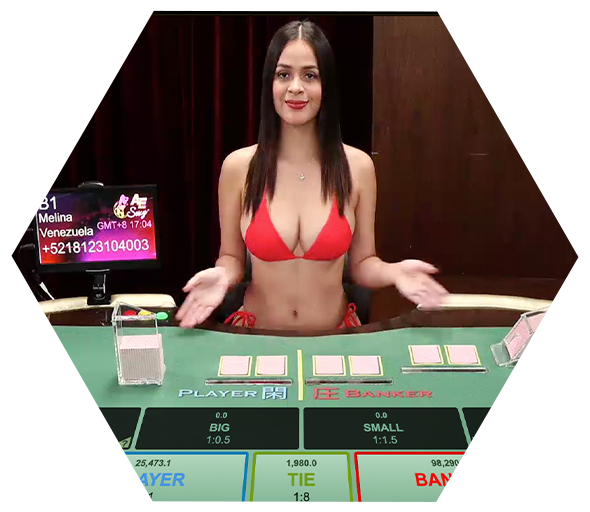 B1
Melina
AE
Sexy
GMT+8 17:04
Venezuela
+5218123104003
PLAYER 閑
庄 BANKER
0.0
BIG
1:0.5
0.0
SMALL
1:1.5
25,473.1
AYER
1
1,980.0
TIE
1:8
98,290
BAN